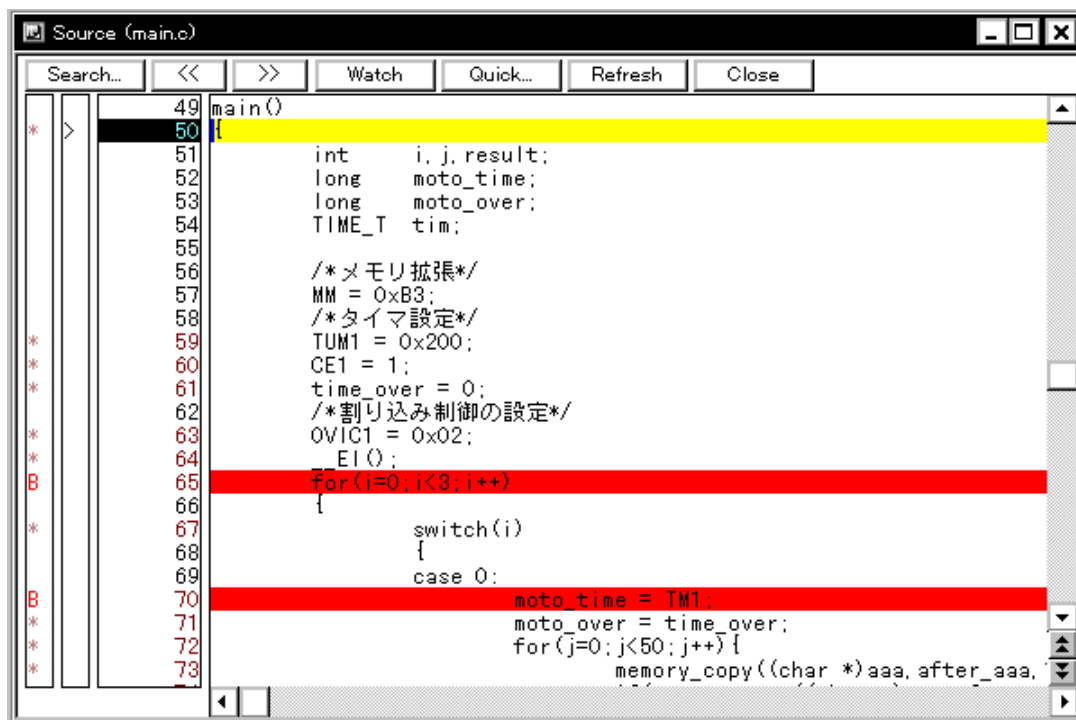 Source (main.c)
Search... << >> Watch Quick... Refresh Close
49 main()
* > 50 {
51 int i,j,result;
52 long moto_time;
53 long moto_over;
54 TIME_T tim;
55
56 /*メモリ拡張*/
57 MM = 0xB3;
58 /*タイマ設定*/
* 59 TUM1 = 0x200;
* 60 CE1 = 1;
* 61 time_over = 0;
62 /*割り込み制御の設定*/
* 63 OVIC1 = 0x02;
* 64 __EI();
B 65 for(i=0;i<3;i++)
66 {
* 67 switch(i)
68 {
69 case 0:
B 70 moto_time = TM1;
* 71 moto_over = time_over;
* 72 for(j=0;j<50;j++){
* 73 memory_copy((char *)aaa,after_aaa,